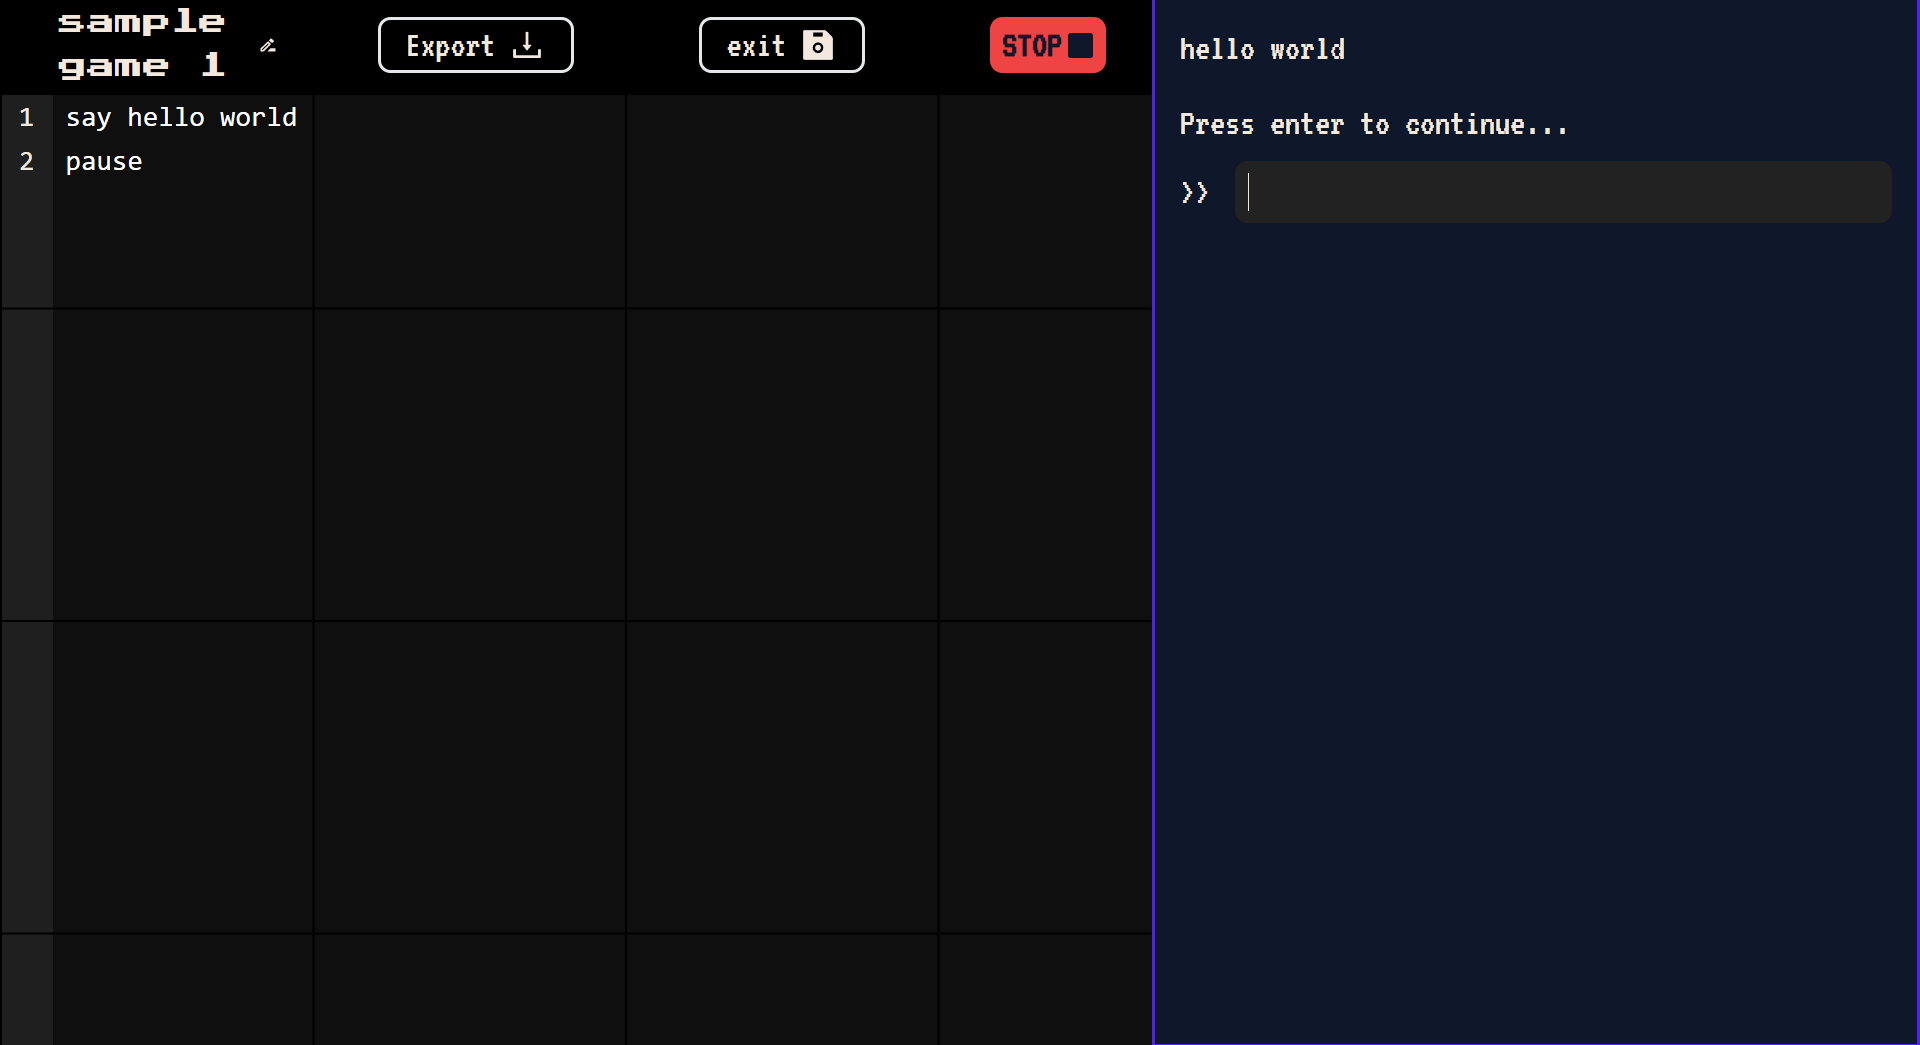 sample
game 1
Export
exit
STOP
1 say hello world
2 pause
hello world
Press enter to continue...
»